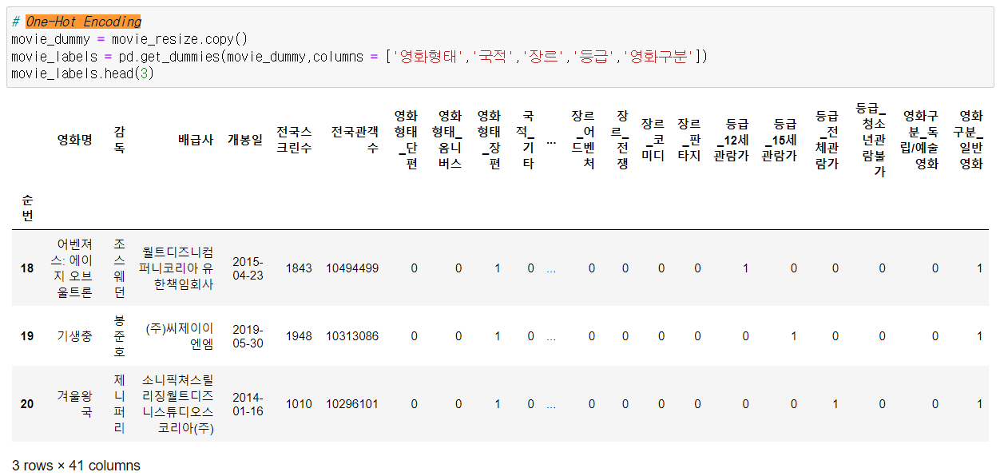 # One-Hot Encoding
movie_dummy = movie_resize.copy()
movie_labels = pd.get_dummies(movie_dummy,columns = ['영화형태','국적','장르','등급','영화구분'])
movie_labels.head(3)
영화명 감독 배급사 개봉일 전국스크린수 전국관객수 영화형태_단편 영화형태_옴니버스 영화형태_장편 국적_기타 ... 장르_어드벤처 장르_전쟁 장르_코미디 장르_판타지 등급_12세관람가 등급_15세관람가 등급_전체관람가 등급_청소년관람불가 영화구분_독립/예술영화 영화구분_일반영화
순번
18 어벤져스: 에이지 오브 울트론 조스 웨던 월트디즈니컴퍼니코리아 유한책임회사 2015-04-23 1843 10494499 0 0 1 0 ... 0 0 0 0 1 0 0 0 0 1
19 기생충 봉준호 (주)씨제이이엔엠 2019-05-30 1948 10313086 0 0 1 0 ... 0 0 0 0 0 1 0 0 0 1
20 겨울왕국 제니퍼 리 소니픽쳐스릴리징월트디즈니스튜디오스코리아(주) 2014-01-16 1010 10296101 0 0 1 0 ... 0 0 0 0 0 0 1 0 0 1
3 rows × 41 columns